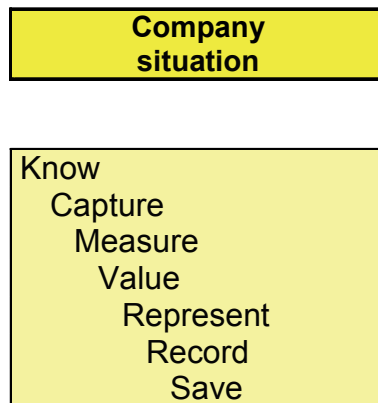 Company
situation
Know
Capture
Measure
Value
Represent
Record
Save